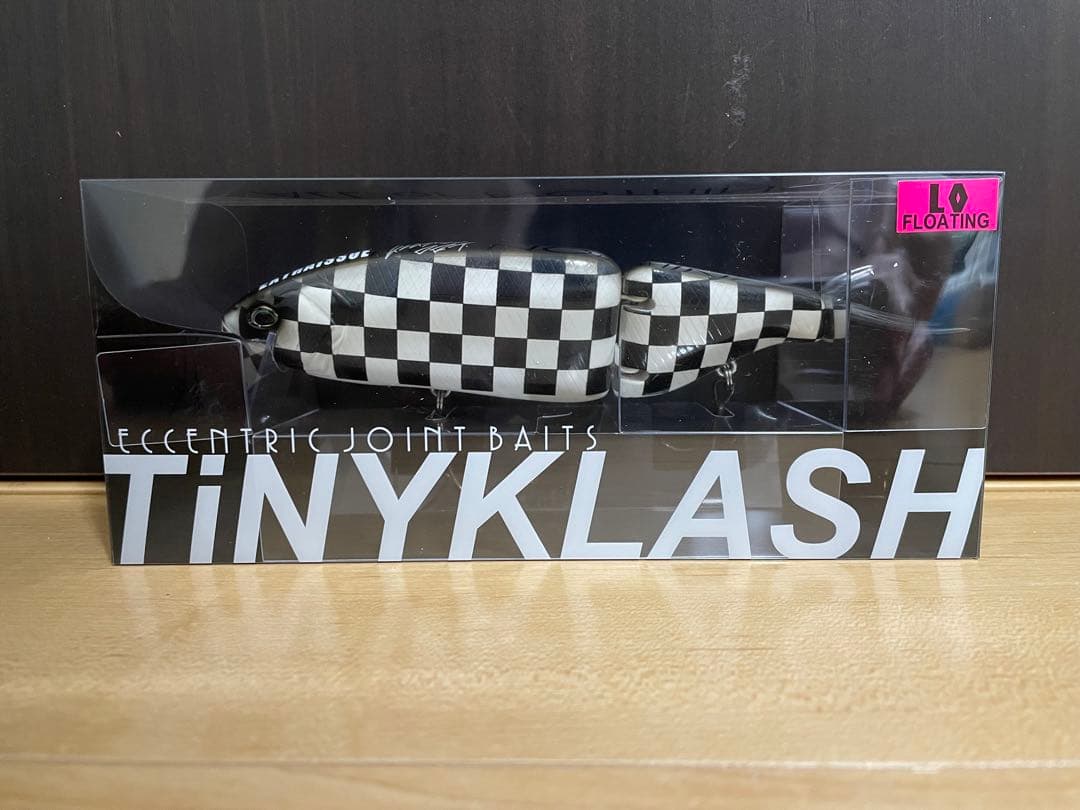 LO
FLOATING
ECCENTRIC JOINT BAITS
TiNYKLASH